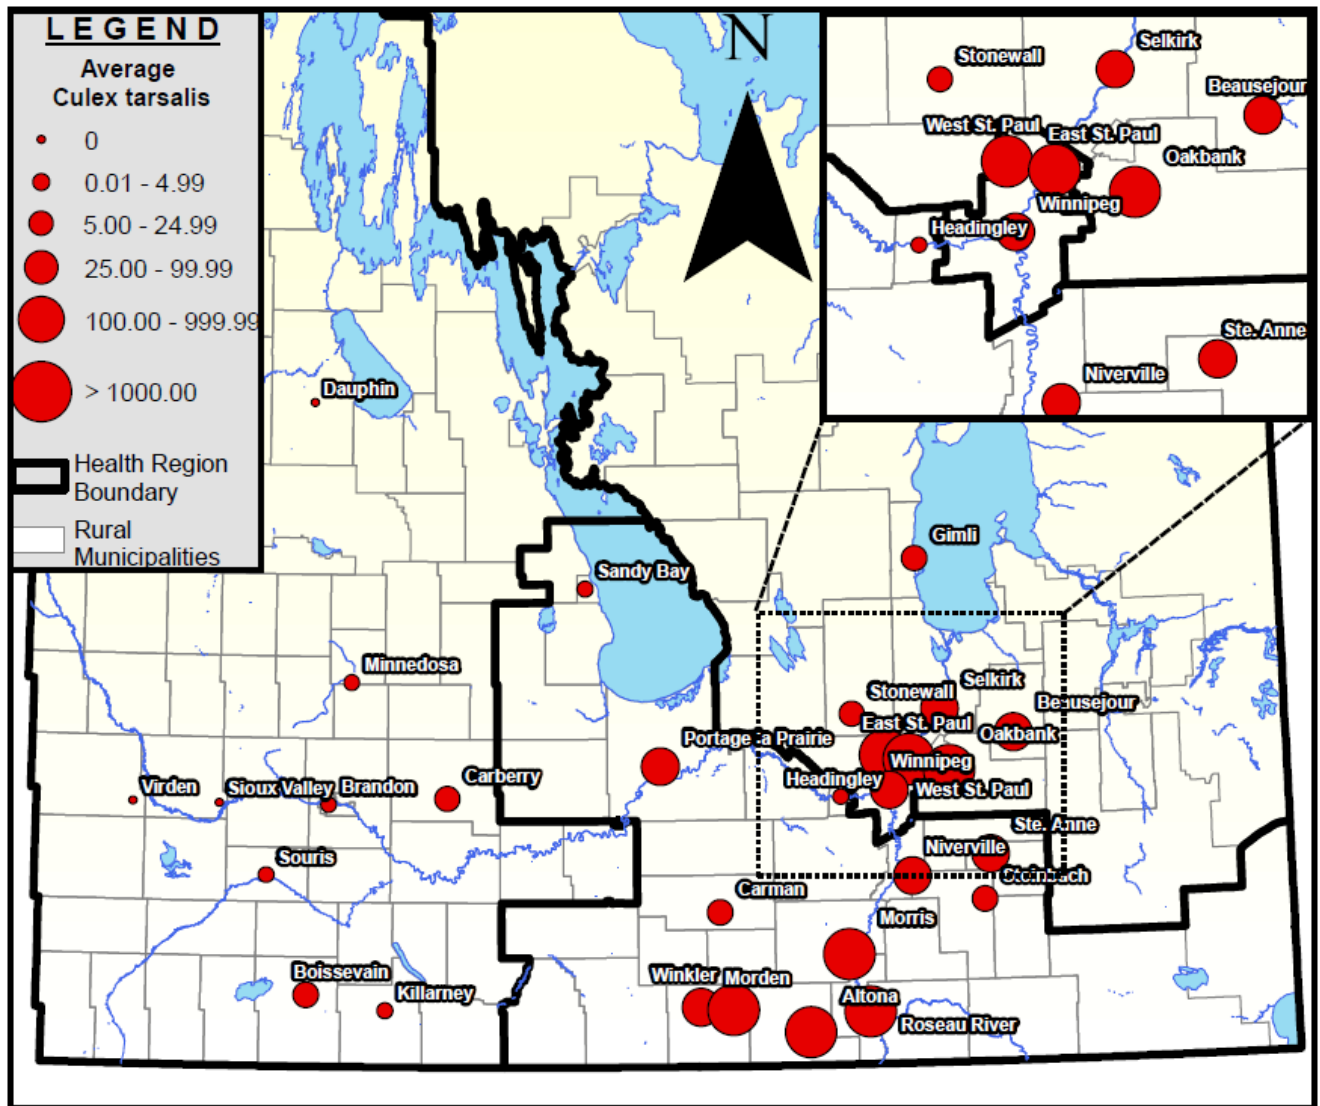 LEGEND
Average
Culex tarsalis
0
0.01 - 4.99
5.00 - 24.99
25.00 - 99.99
100.00 - 999.99
> 1000.00
Health Region
Boundary
Rural
Municipalities
N
Stonewall
Selkirk
Beausejour
West St. Paul
East St. Paul
Oakbank
Winnipeg
Headingley
Ste. Anne
Niverville
Dauphin
Gimli
Sandy Bay
Minnedosa
Stonewall
Selkirk
Beausejour
East St. Paul
Oakbank
Portage la Prairie
Winnipeg
Headingley
West St. Paul
Virden
Sioux Valley
Brandon
Carberry
Ste. Anne
Niverville
Souris
Steinbach
Carman
Morris
Boissevain
Killarney
Winkler
Morden
Altona
Roseau River